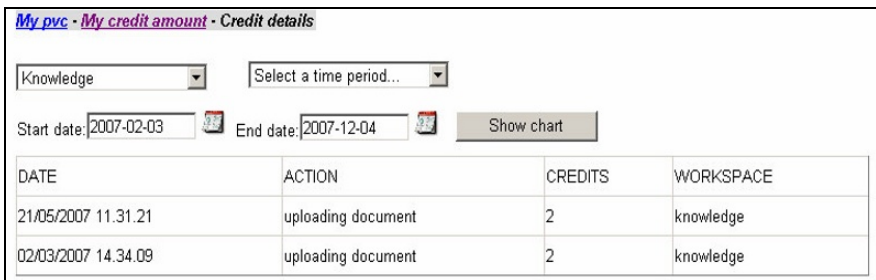 My pvc - My credit amount - Credit details
Knowledge Select a time period...
Start date: 2007-02-03 End date: 2007-12-04 Show chart
DATE ACTION CREDITS WORKSPACE
21/05/2007 11.31.21 uploading document 2 knowledge
02/03/2007 14.34.09 uploading document 2 knowledge